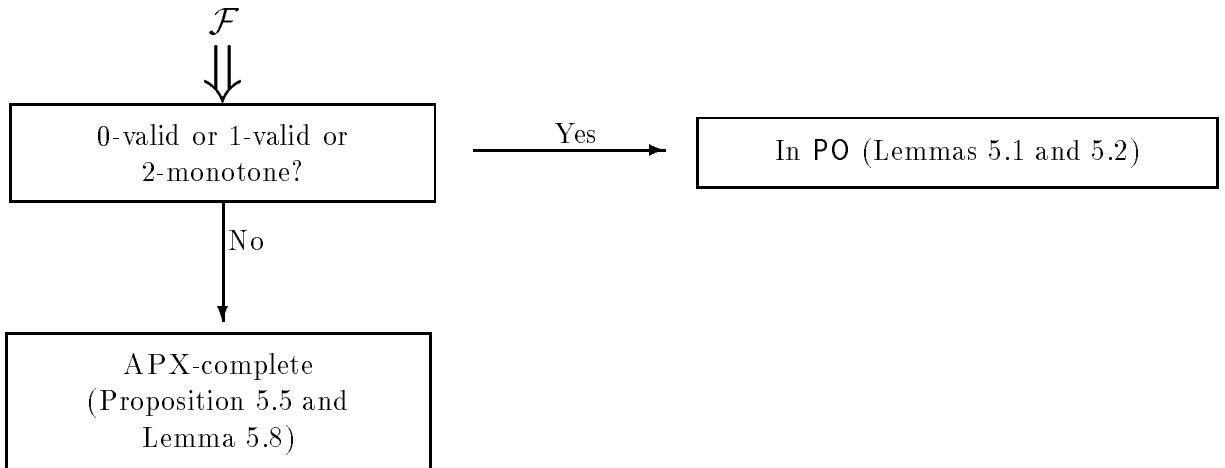 ℱ
0-valid or 1-valid or
2-monotone?
Yes
In PO (Lemmas 5.1 and 5.2)
No
APX-complete
(Proposition 5.5 and
Lemma 5.8)